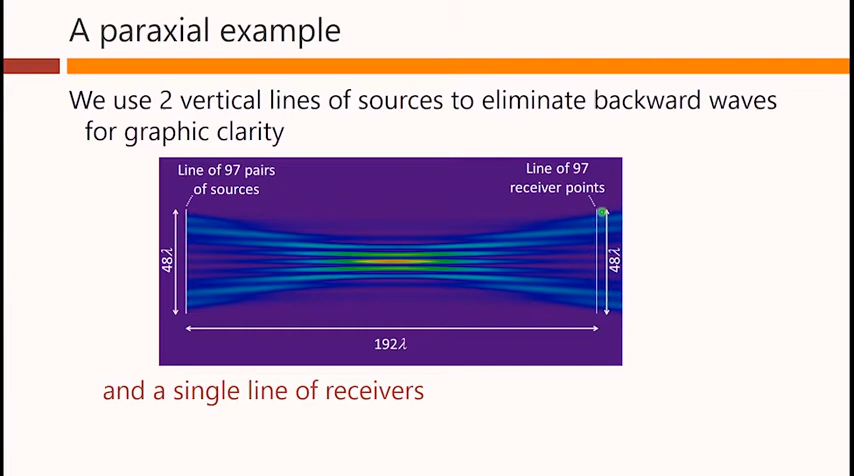 A paraxial example
We use 2 vertical lines of sources to eliminate backward waves
for graphic clarity
Line of 97 pairs
of sources
Line of 97
receiver points
48λ
48λ
192λ
and a single line of receivers